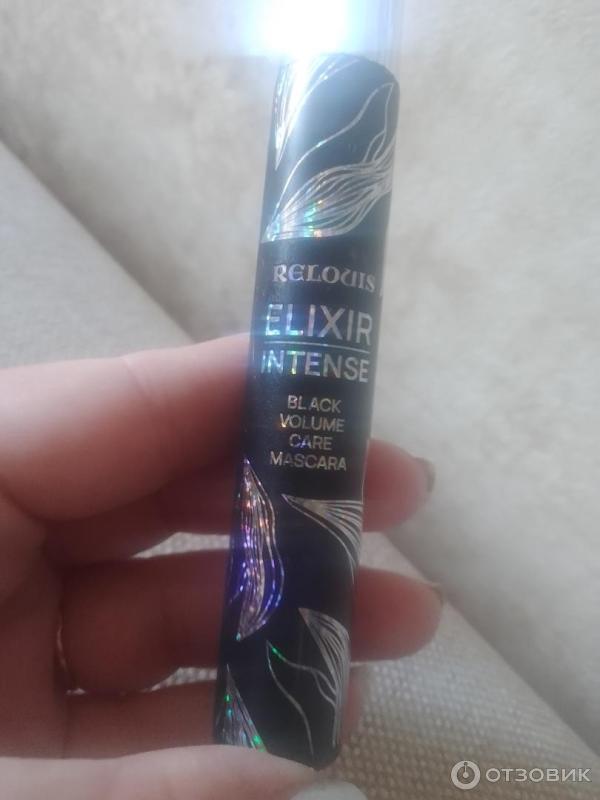 RELOUIS
ELIXIR
INTENSE
BLACK
VOLUME
CARE
MASCARA
ОТЗОВИК